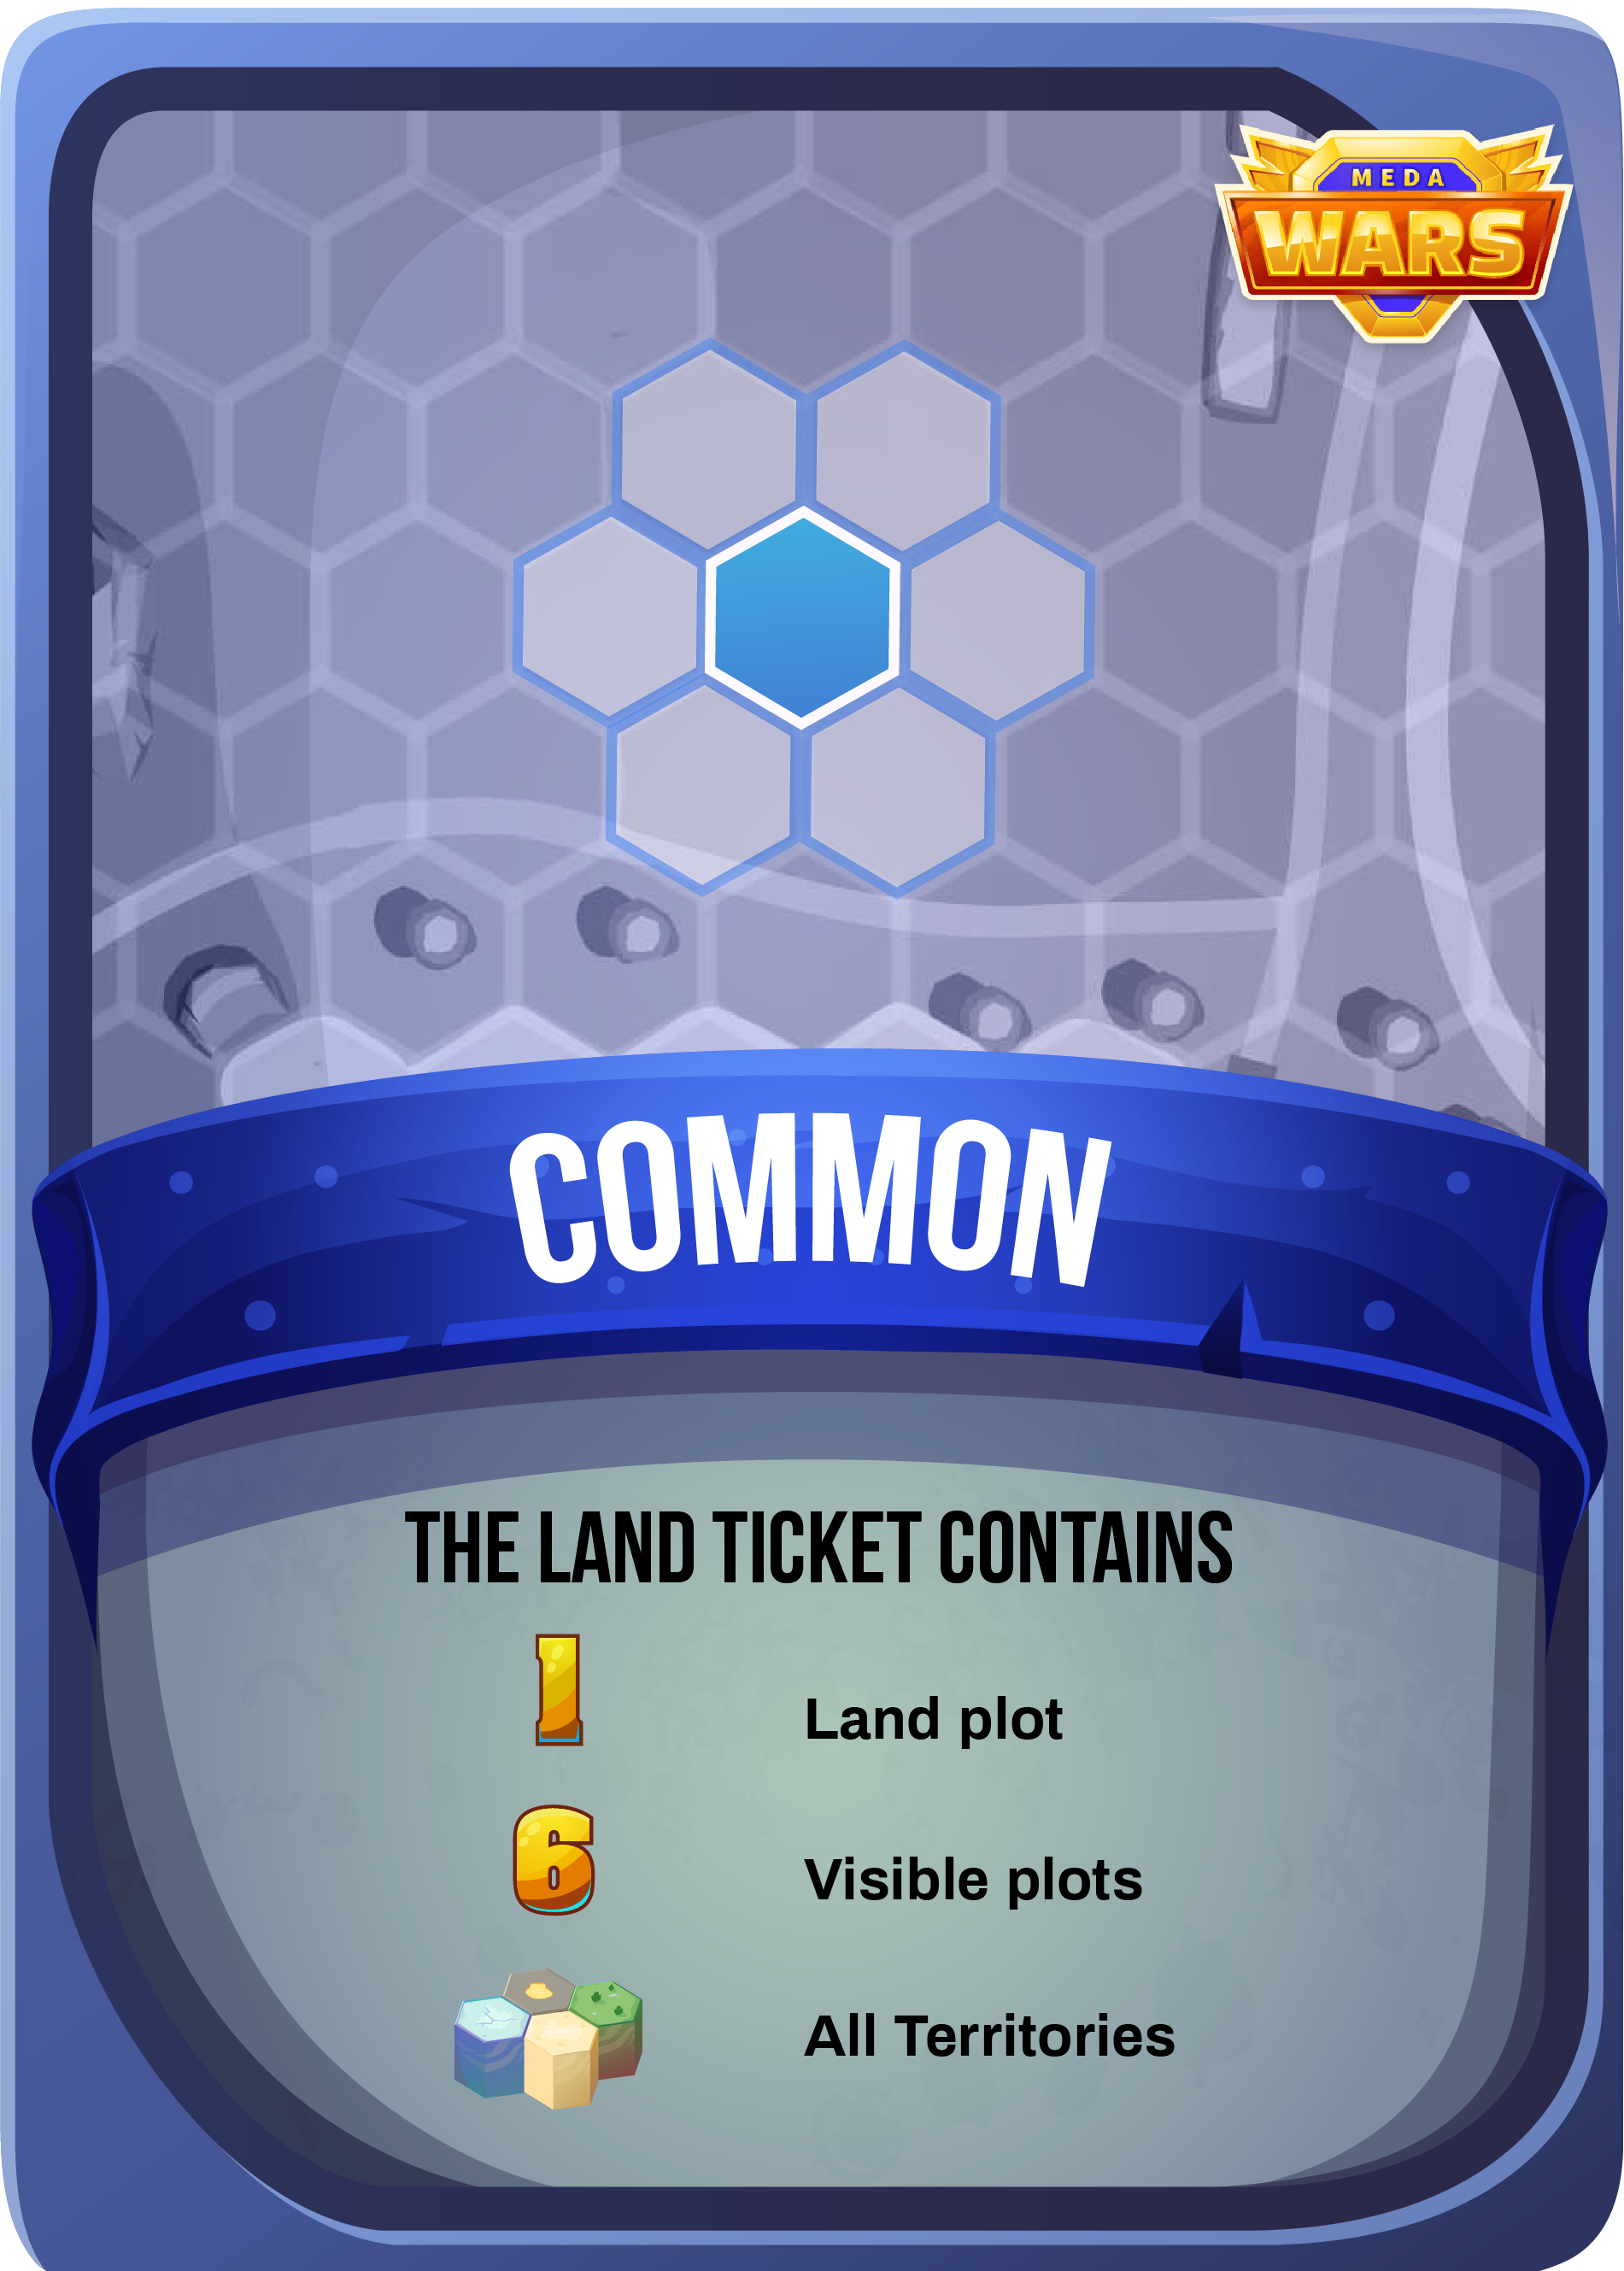 MEDA
WARS
COMMON
THE LAND TICKET CONTAINS
1 Land plot
6 Visible plots
All Territories